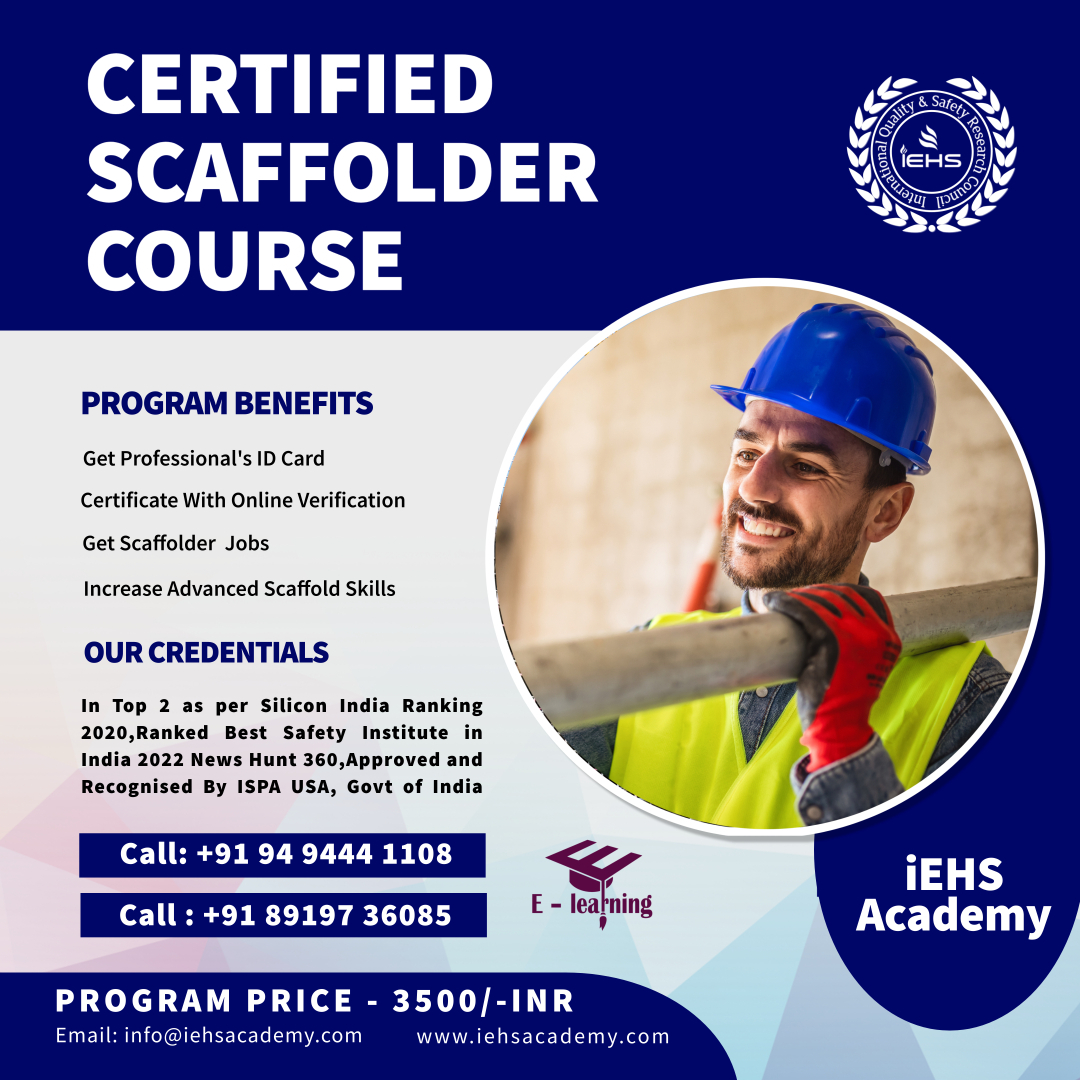 CERTIFIED
SCAFFOLDER
COURSE
International Quality & Safety Research Council
iEHS
PROGRAM BENEFITS
Get Professional's ID Card
Certificate With Online Verification
Get Scaffolder Jobs
Increase Advanced Scaffold Skills
OUR CREDENTIALS
In Top 2 as per Silicon India Ranking
2020,Ranked Best Safety Institute in
India 2022 News Hunt 360,Approved and
Recognised By ISPA USA, Govt of India
Call: +91 94 9444 1108
Call : +91 89197 36085
E - learning
iEHS
Academy
PROGRAM PRICE - 3500/-INR
Email: info@iehsacademy.com
www.iehsacademy.com